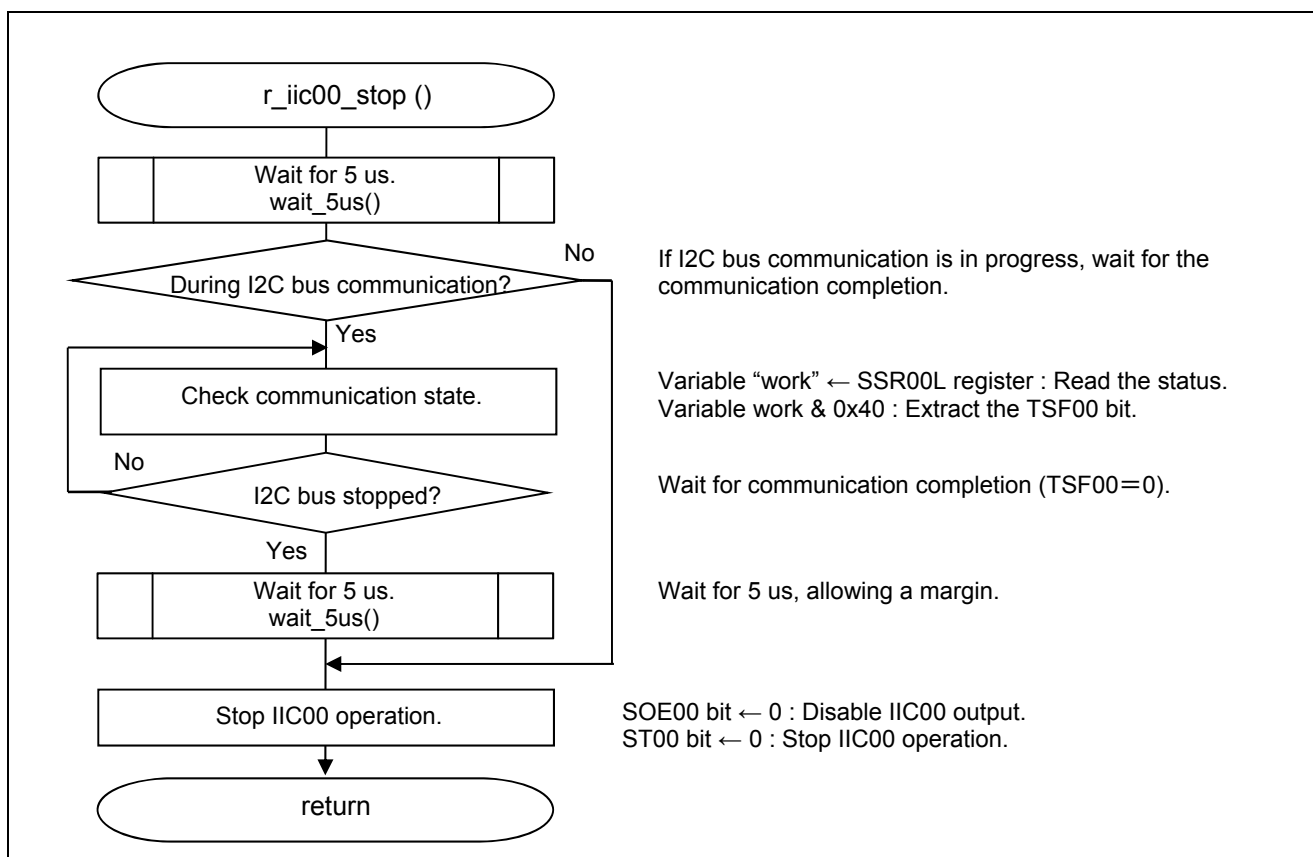 r_iic00_stop ()
Wait for 5 us.
wait_5us()
No
During I2C bus communication?
If I2C bus communication is in progress, wait for the
communication completion.
Yes
Check communication state.
Variable “work” ← SSR00L register : Read the status.
Variable work & 0x40 : Extract the TSF00 bit.
No
I2C bus stopped?
Wait for communication completion (TSF00＝0).
Yes
Wait for 5 us.
wait_5us()
Wait for 5 us, allowing a margin.
Stop IIC00 operation.
SOE00 bit ← 0 : Disable IIC00 output.
ST00 bit ← 0 : Stop IIC00 operation.
return